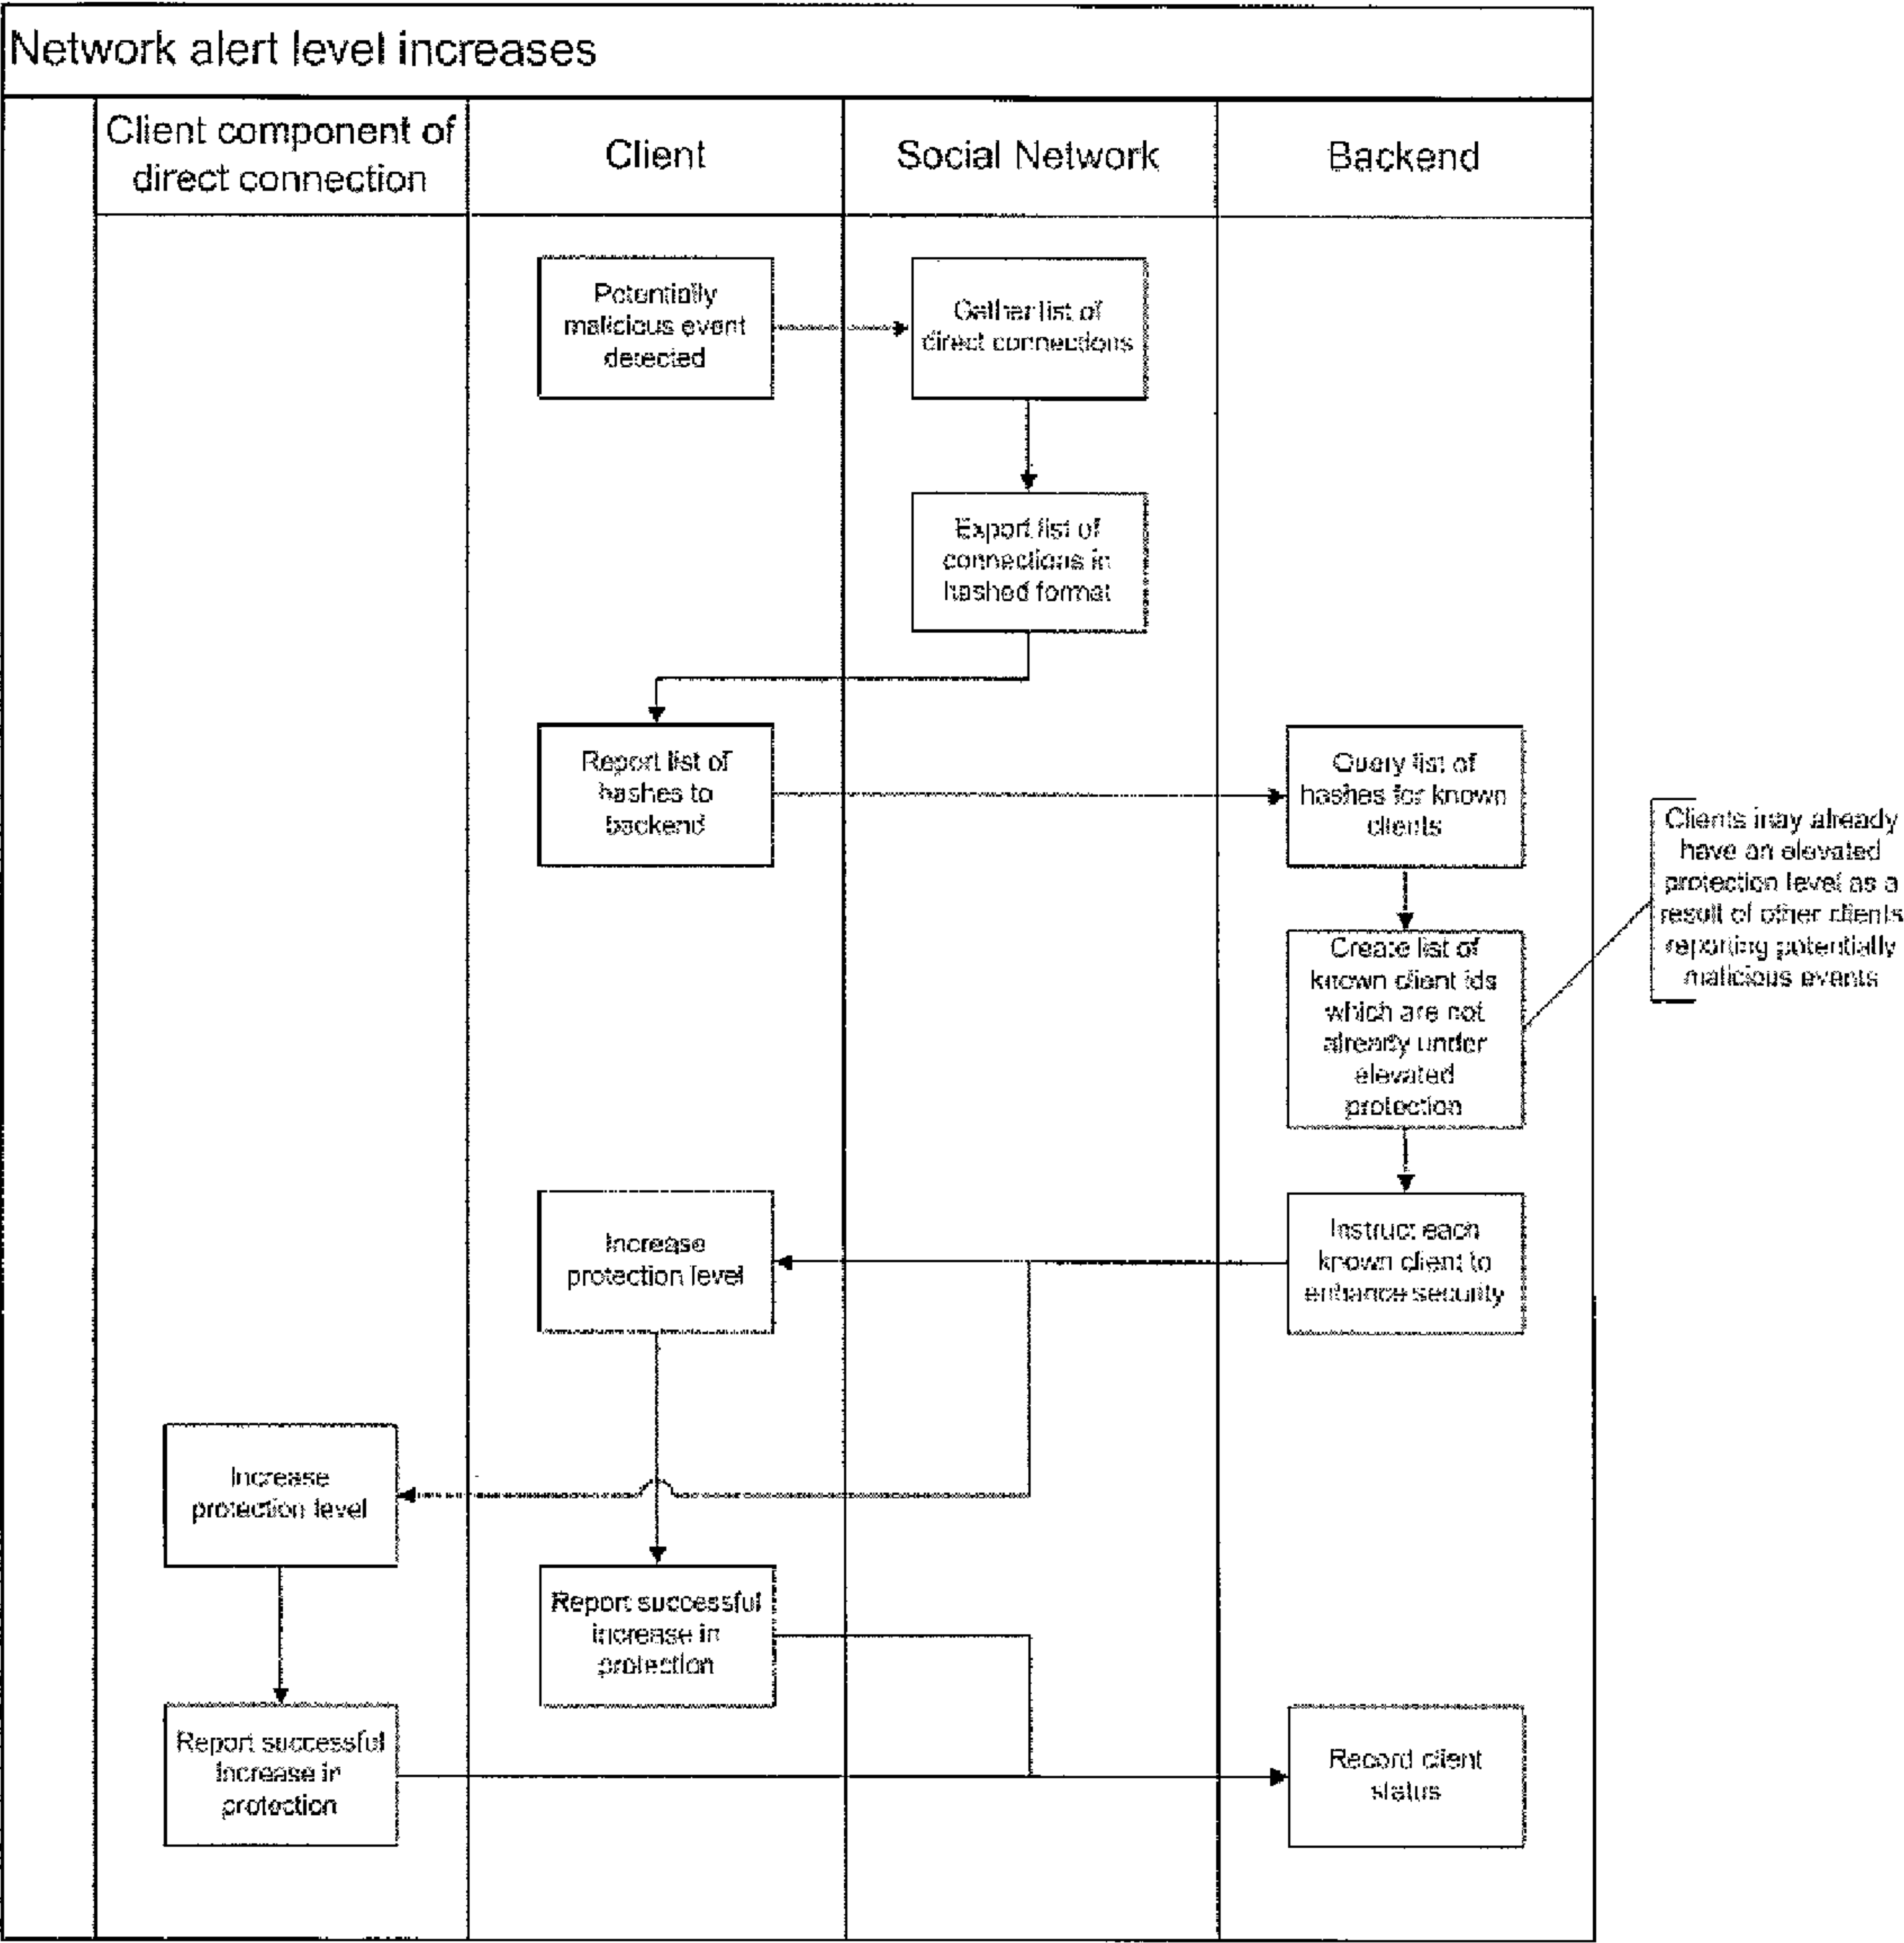 Network alert level increases
Client component of
direct connection
Client
Social Network
Backend
Potentially
malicious event
detected
Gather list of
direct connections
Export list of
connections in
hashed format
Report list of
hashes to
backend
Query list of
hashes for known
clients
Clients may already
have an elevated
protection level as a
result of other clients
reporting potentially
malicious events
Create list of
known client ids
which are not
already under
elevated
protection
Increase
protection level
Instruct each
known client to
enhance security
Increase
protection level
Report successful
increase in
protection
Report successful
increase in
protection
Record client
status